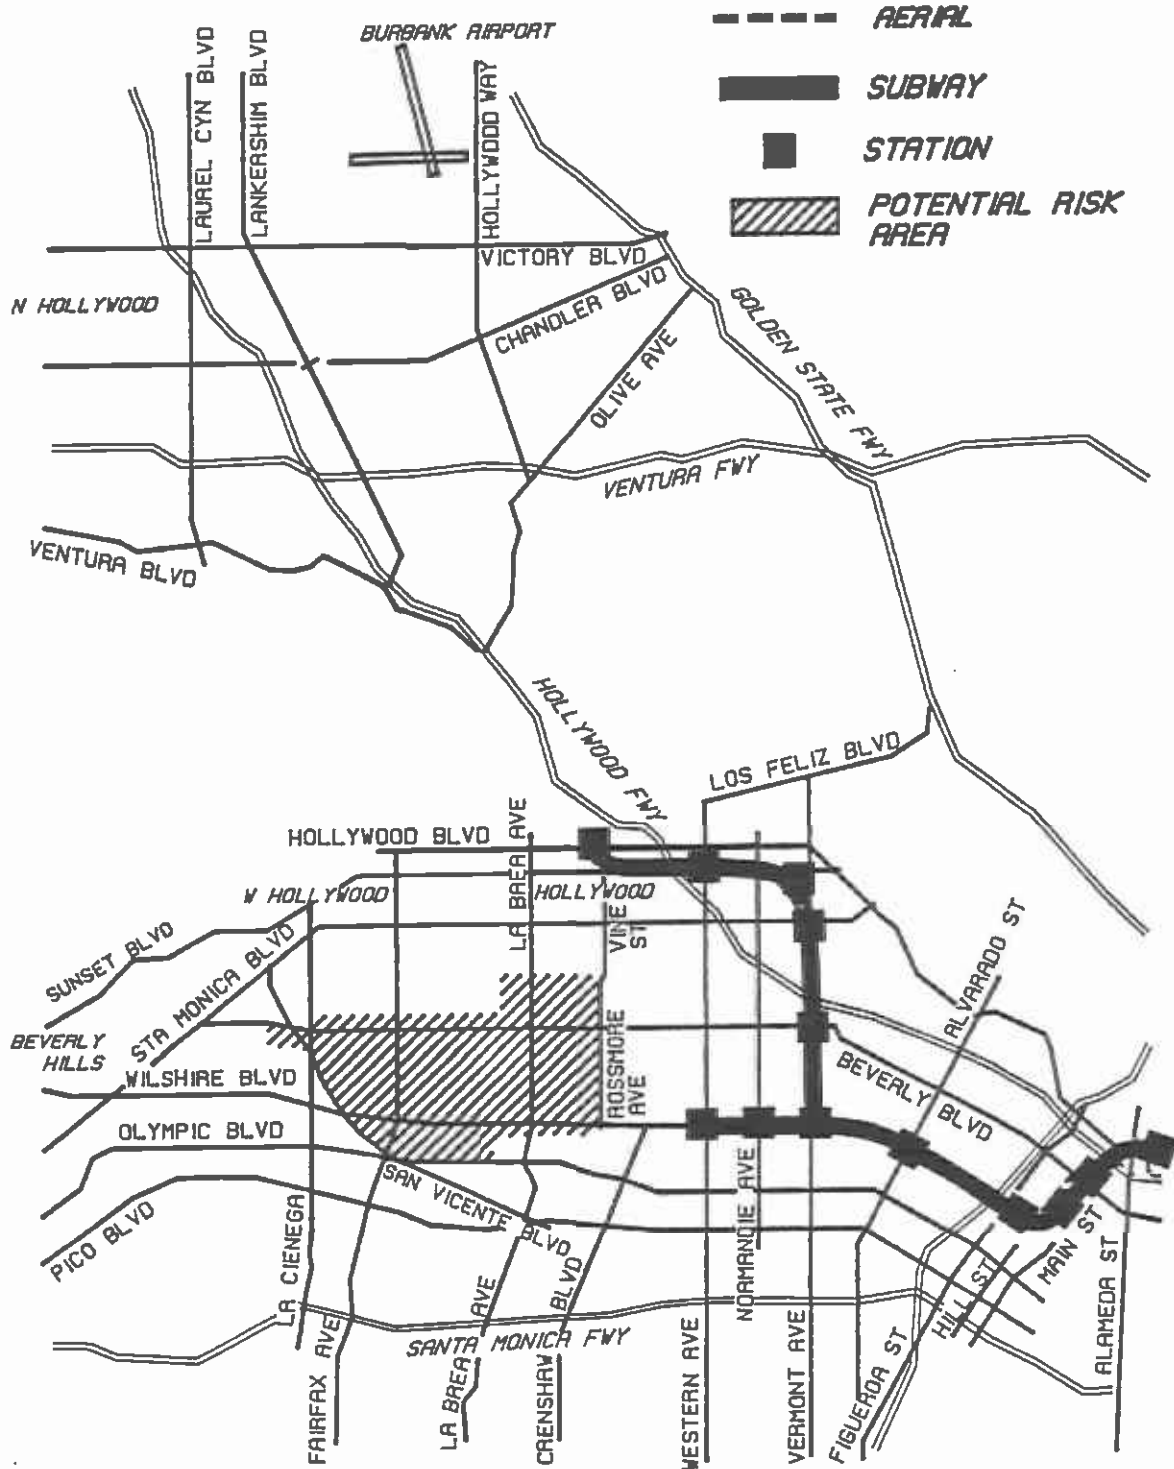 AERIAL
SUBWAY
STATION
POTENTIAL RISK
AREA
BURBANK AIRPORT
LAUREL CYN BLVD
LANKERSHIM BLVD
HOLLYWOOD WAY
VICTORY BLVD
N HOLLYWOOD
CHANDLER BLVD
GOLDEN STATE FWY
OLIVE AVE
VENTURA FWY
VENTURA BLVD
HOLLYWOOD FWY
LOS FELIZ BLVD
HOLLYWOOD BLVD
LA BREA AVE
W HOLLYWOOD
HOLLYWOOD
VINE
ST
SUNSET BLVD
STA MONICA BLVD
ALVARADO ST
BEVERLY
HILLS
ROSSMORE
AVE
WILSHIRE BLVD
BEVERLY BLVD
OLYMPIC BLVD
SAN VICENTE BLVD
PICO BLVD
LA CIENEGA
NORMANDIE AVE
MAIN ST
HILL ST
ALAMEDA ST
SANTA MONICA FWY
FAIRFAX AVE
LA BREA AVE
CRENSHAW BLVD
WESTERN AVE
VERMONT AVE
FIGUEROA ST